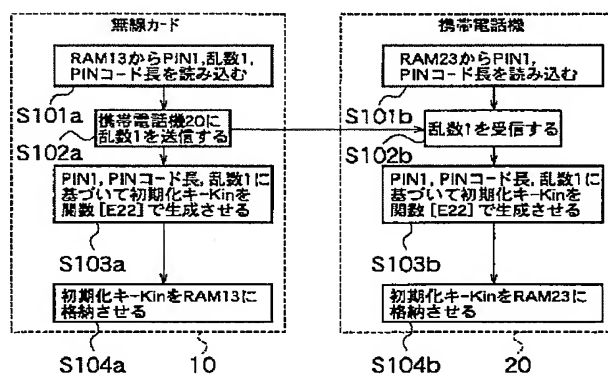 無線カード
RAM13からPIN1,乱数1,
PINコード長を読み込む
S101a
携帯電話機20に
乱数1を送信する
S102a
PIN1, PINコード長, 乱数1に
基づいて初期化キーKinを
関数[E22]で生成させる
S103a
初期化キーKinをRAM13に
格納させる
S104a
10
携帯電話機
RAM23からPIN1,
PINコード長を読み込む
S101b
乱数1を受信する
S102b
PIN1, PINコード長, 乱数1に
基づいて初期化キーKinを
関数[E22]で生成させる
S103b
初期化キーKinをRAM23に
格納させる
S104b
20